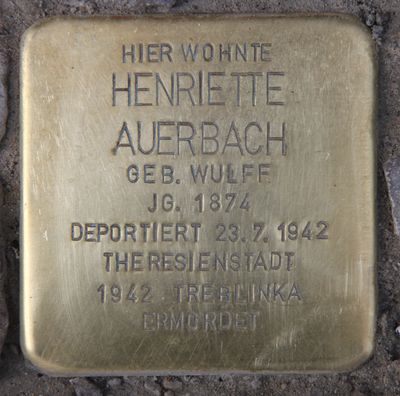 HIER WOHNTE
HENRIETTE
AUERBACH
GEB. WULFF
JG. 1874
DEPORTIERT 23.7.1942
THERESIENSTADT
1942 TREBLINKA
ERMORDET